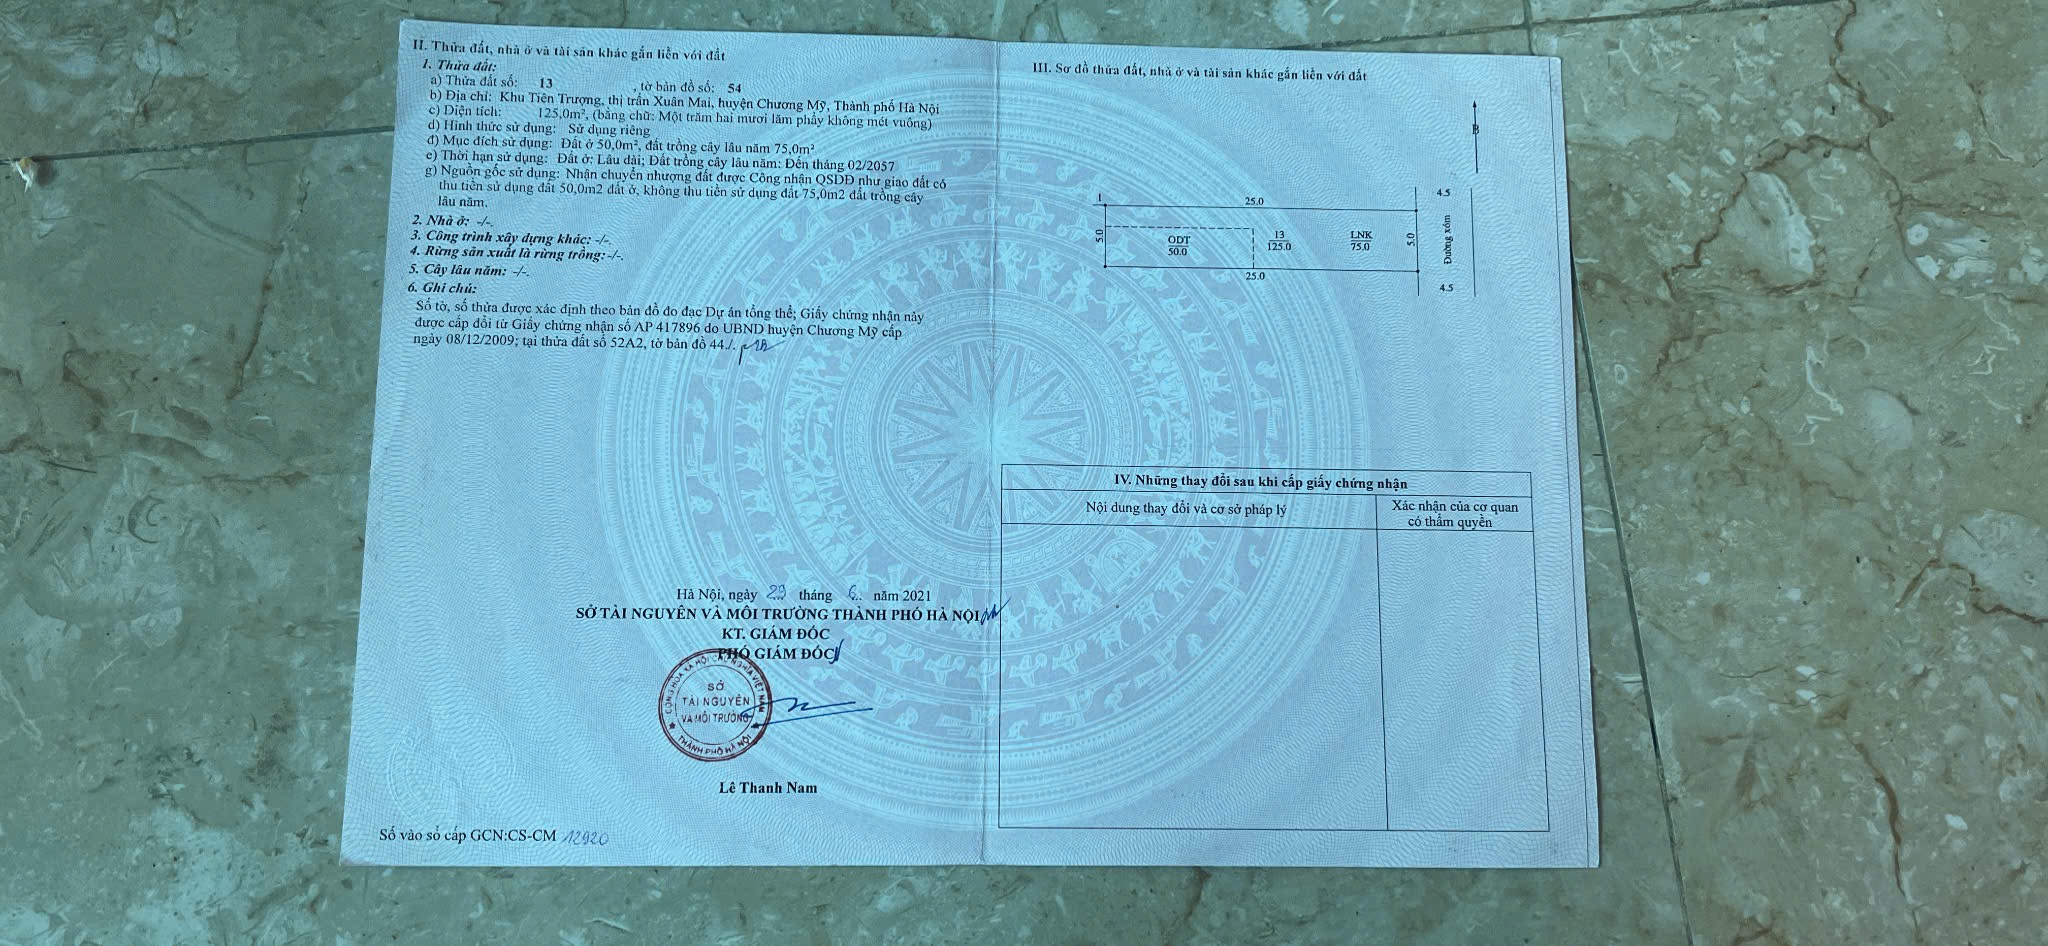 II. Thửa đất, nhà ở và tài sản khác gắn liền với đất
1. Thửa đất:
a) Thửa đất số: 13 , tờ bản đồ số: 54
b) Địa chỉ: Khu Tiên Trượng, thị trấn Xuân Mai, huyện Chương Mỹ, Thành phố Hà Nội
c) Diện tích: 125,0m², (bằng chữ: Một trăm hai mươi lăm phẩy không mét vuông)
d) Hình thức sử dụng: Sử dụng riêng
đ) Mục đích sử dụng: Đất ở 50,0m², đất trồng cây lâu năm 75,0m²
e) Thời hạn sử dụng: Đất ở: Lâu dài; Đất trồng cây lâu năm: Đến tháng 02/2057
g) Nguồn gốc sử dụng: Nhận chuyển nhượng đất được Công nhận QSDĐ như giao đất có
thu tiền sử dụng đất 50,0m2 đất ở, không thu tiền sử dụng đất 75,0m2 đất trồng cây
lâu năm.
2. Nhà ở: -/-.
3. Công trình xây dựng khác: -/-.
4. Rừng sản xuất là rừng trồng: -/-.
5. Cây lâu năm: -/-.
6. Ghi chú:
Số tờ, số thửa được xác định theo bản đồ đo đạc Dự án tổng thể; Giấy chứng nhận này
được cấp đổi từ Giấy chứng nhận số AP 417896 do UBND huyện Chương Mỹ cấp
ngày 08/12/2009; tại thửa đất số 52A2, tờ bản đồ 44./.
Hà Nội, ngày 29 tháng 6 năm 2021
SỞ TÀI NGUYÊN VÀ MÔI TRƯỜNG THÀNH PHỐ HÀ NỘI
KT. GIÁM ĐỐC
PHÓ GIÁM ĐỐC
CỘNG HÒA XÃ HỘI CHỦ NGHĨA VIỆT NAM
SỞ
TÀI NGUYÊN
VÀ MÔI TRƯỜNG
THÀNH PHỐ HÀ NỘI
Lê Thanh Nam
Số vào sổ cấp GCN:CS-CM 12920
III. Sơ đồ thửa đất, nhà ở và tài sản khác gắn liền với đất
B
1
25.0
4.5
5.0
ODT
50.0
13
125.0
LNK
75.0
5.0
Đường xóm
25.0
4.5
IV. Những thay đổi sau khi cấp giấy chứng nhận
Nội dung thay đổi và cơ sở pháp lý
Xác nhận của cơ quan
có thẩm quyền